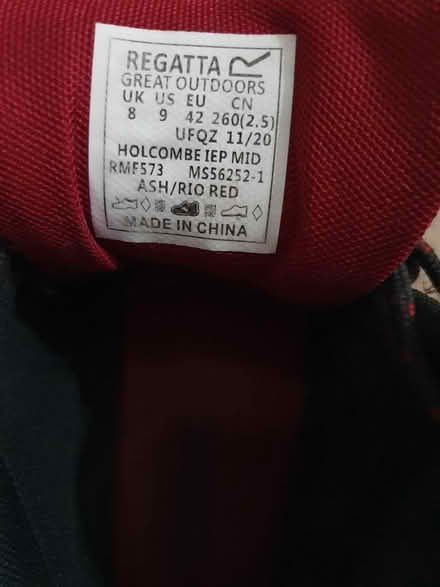 REGATTA
GREAT OUTDOORS
UK US EU CN
8 9 42 260(2.5)
UFQZ 11/20
HOLCOMBE IEP MID
RMF573 MS56252-1
ASH/RIO RED
MADE IN CHINA